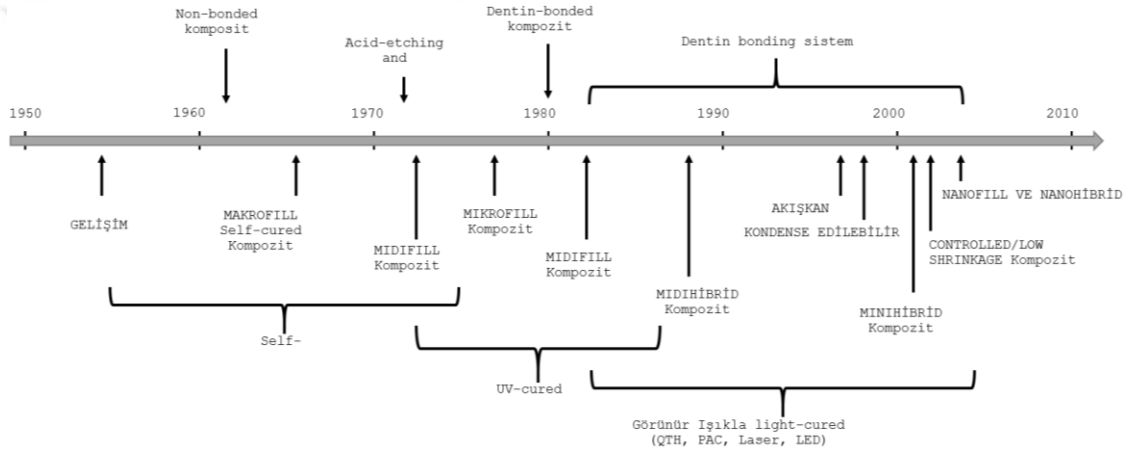 Non-bonded
komposit
Acid-etching
and
Dentin-bonded
kompozit
Dentin bonding sistem
1950
1960
1970
1980
1990
2000
2010
GELİŞİM
MAKROFILL
Self-cured
Kompozit
MIDIFILL
Kompozit
MIKROFILL
Kompozit
MIDIFILL
Kompozit
MIDIHİBRİD
Kompozit
AKIŞKAN
KONDENSE EDİLEBİLİR
MINIHİBRİD
Kompozit
CONTROLLED/LOW
SHRINKAGE Kompozit
NANOFILL VE NANOHİBRİD
Self-
UV-cured
Görünür Işıkla light-cured
(QTH, PAC, Laser, LED)